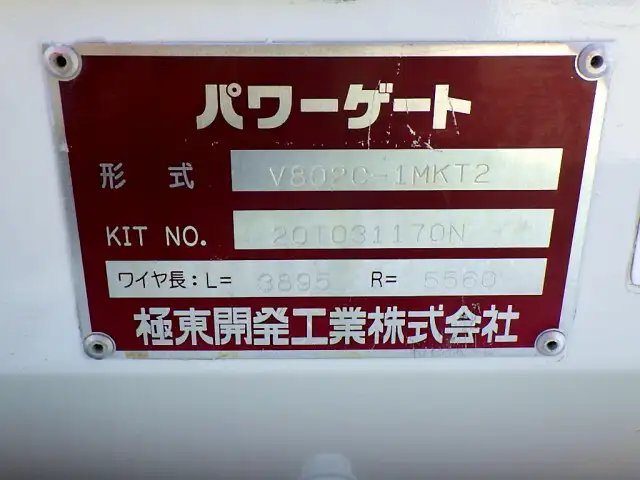 パワーゲート
形式 V802C-1MKT2
KIT NO. 20T031170N
ワイヤ長：L= 3895 R= 5560
極東開発工業株式会社